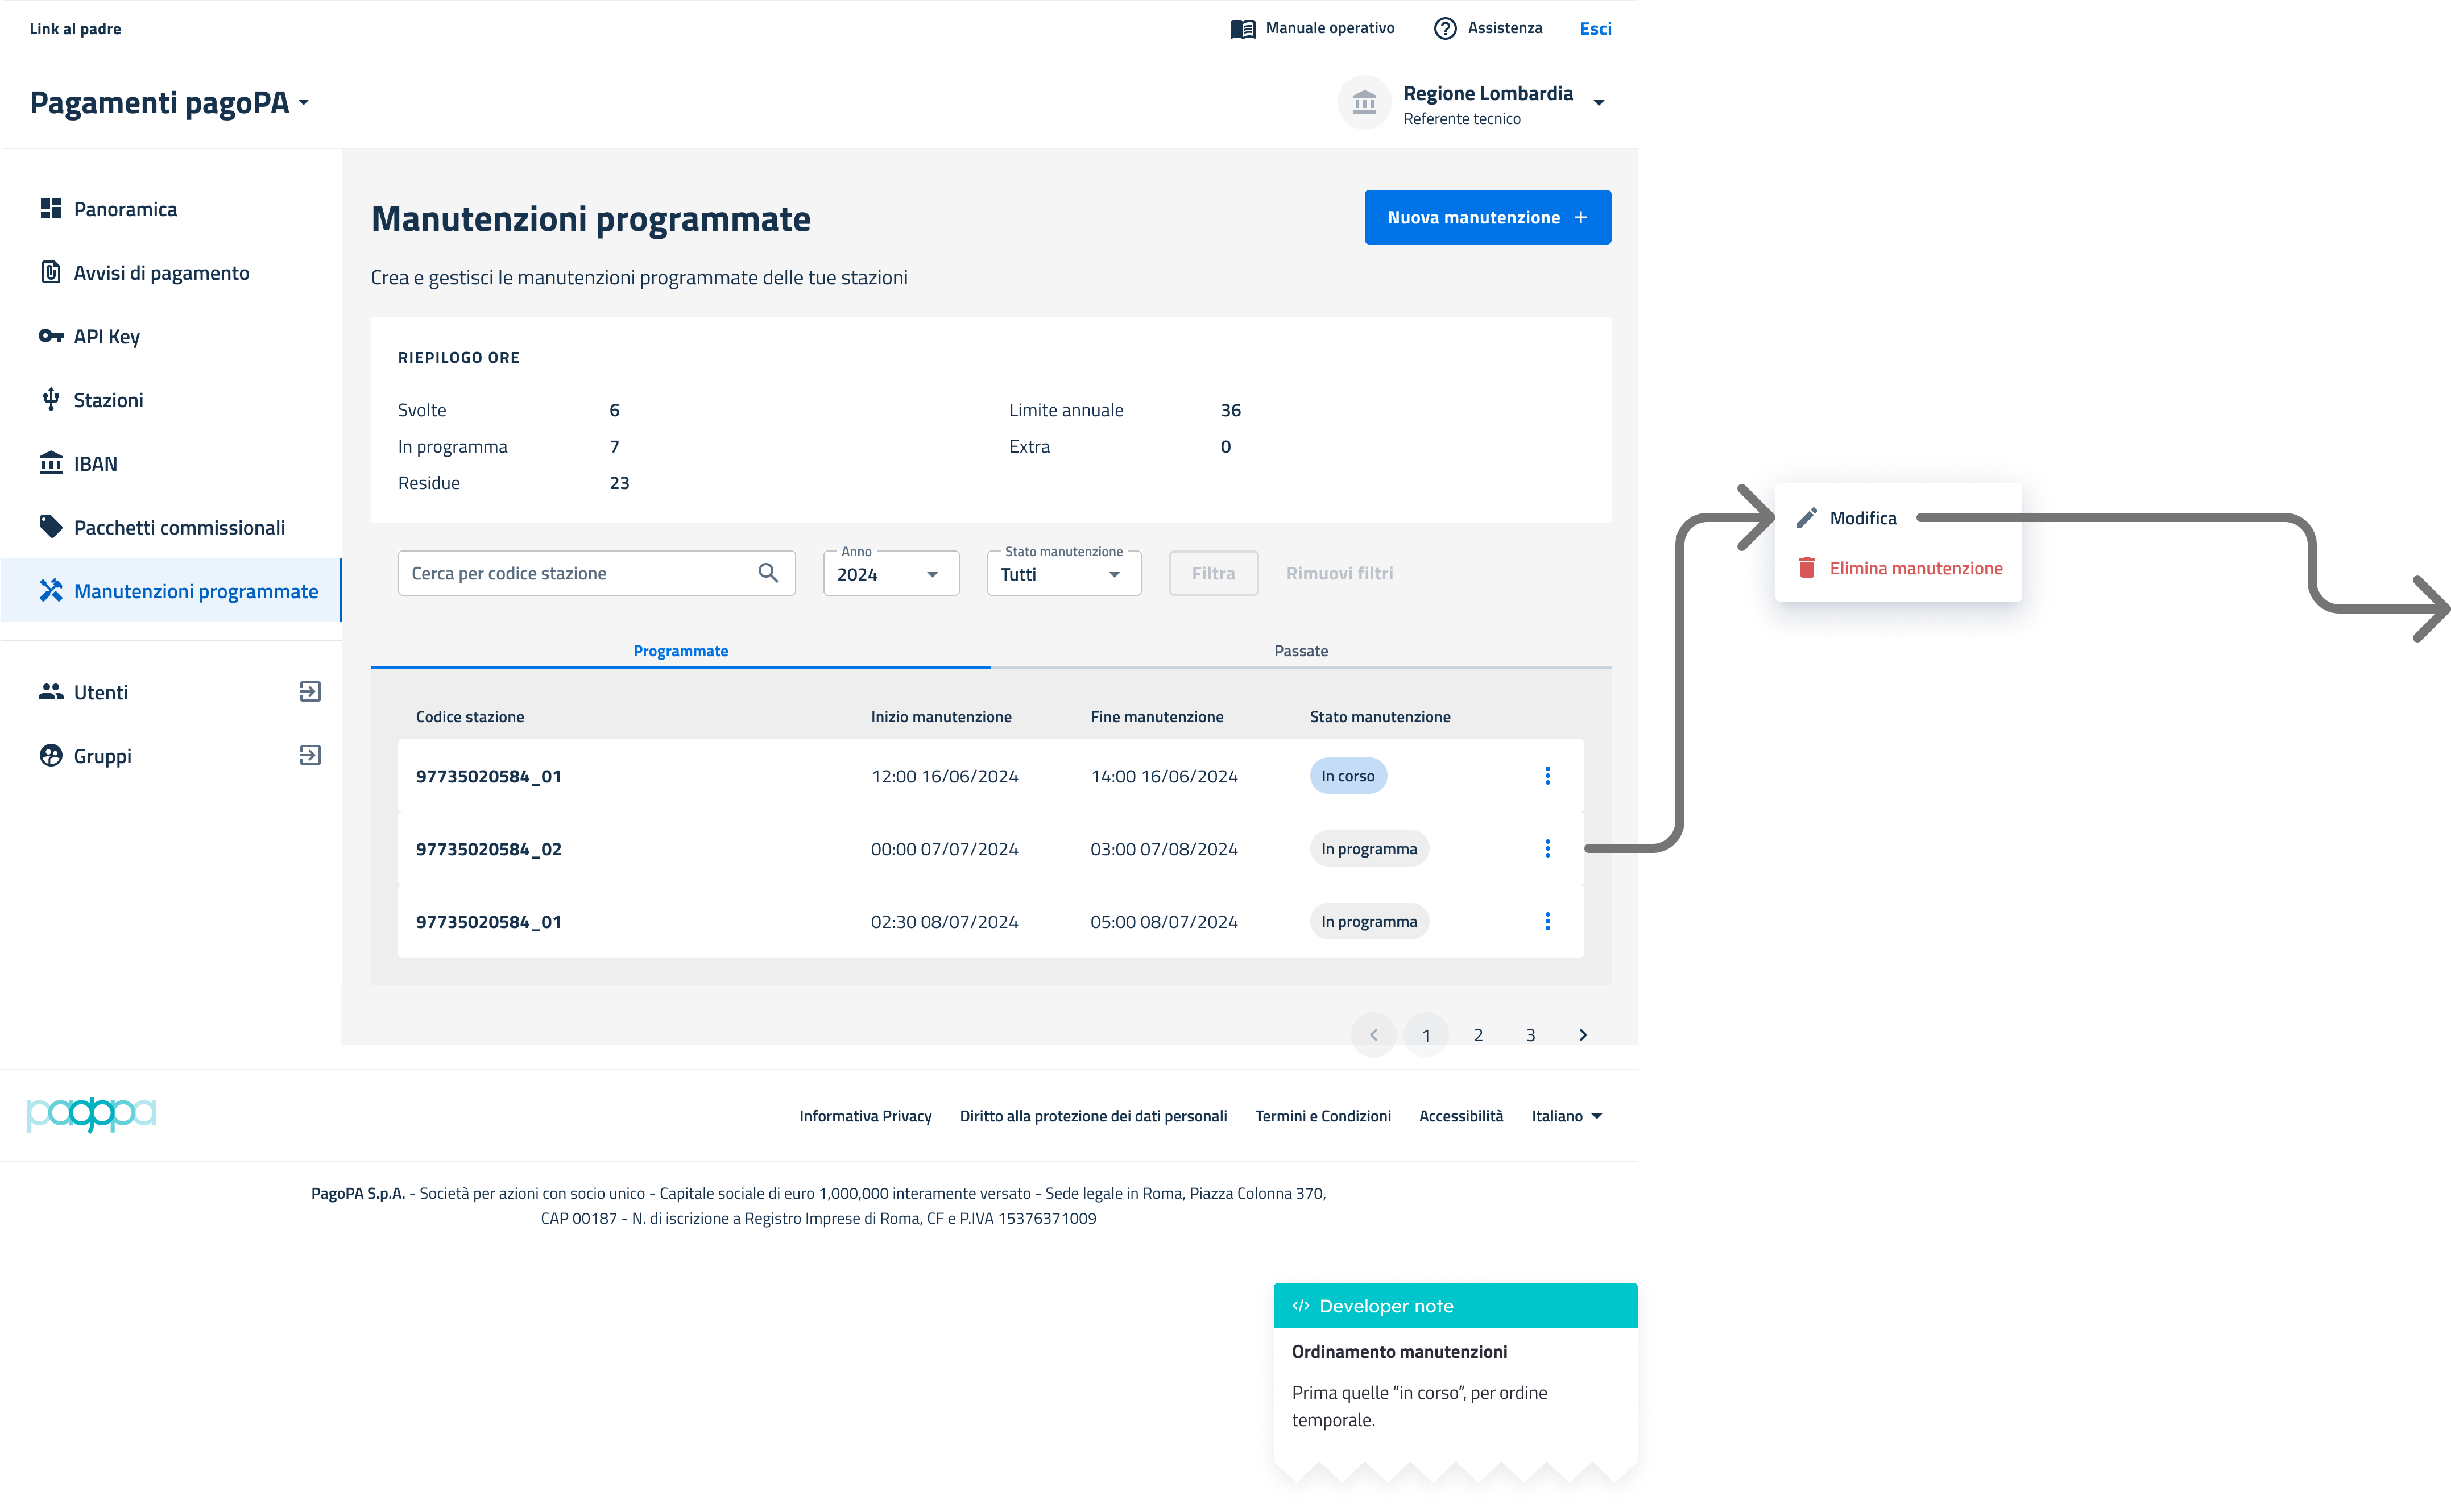 Link al padre
Manuale operativo
Assistenza
Esci
Pagamenti pagoPA
Regione Lombardia
Referente tecnico
Panoramica
Avvisi di pagamento
API Key
Stazioni
IBAN
Pacchetti commissionali
Manutenzioni programmate
Utenti
Gruppi
Manutenzioni programmate
Nuova manutenzione +
Crea e gestisci le manutenzioni programmate delle tue stazioni
RIEPILOGO ORE
Svolte 6
In programma 7
Residue 23
Limite annuale 36
Extra 0
Cerca per codice stazione
Anno
2024
Stato manutenzione
Tutti
Filtra
Rimuovi filtri
Programmate
Passate
Codice stazione Inizio manutenzione Fine manutenzione Stato manutenzione
97735020584_01 12:00 16/06/2024 14:00 16/06/2024 In corso
97735020584_02 00:00 07/07/2024 03:00 07/08/2024 In programma
97735020584_01 02:30 08/07/2024 05:00 08/07/2024 In programma
1 2 3
Modifica
Elimina manutenzione
pagopa
Informativa Privacy
Diritto alla protezione dei dati personali
Termini e Condizioni
Accessibilità
Italiano
PagoPA S.p.A. - Società per azioni con socio unico - Capitale sociale di euro 1,000,000 interamente versato - Sede legale in Roma, Piazza Colonna 370,
CAP 00187 - N. di iscrizione a Registro Imprese di Roma, CF e P.IVA 15376371009
</> Developer note
Ordinamento manutenzioni
Prima quelle “in corso”, per ordine
temporale.